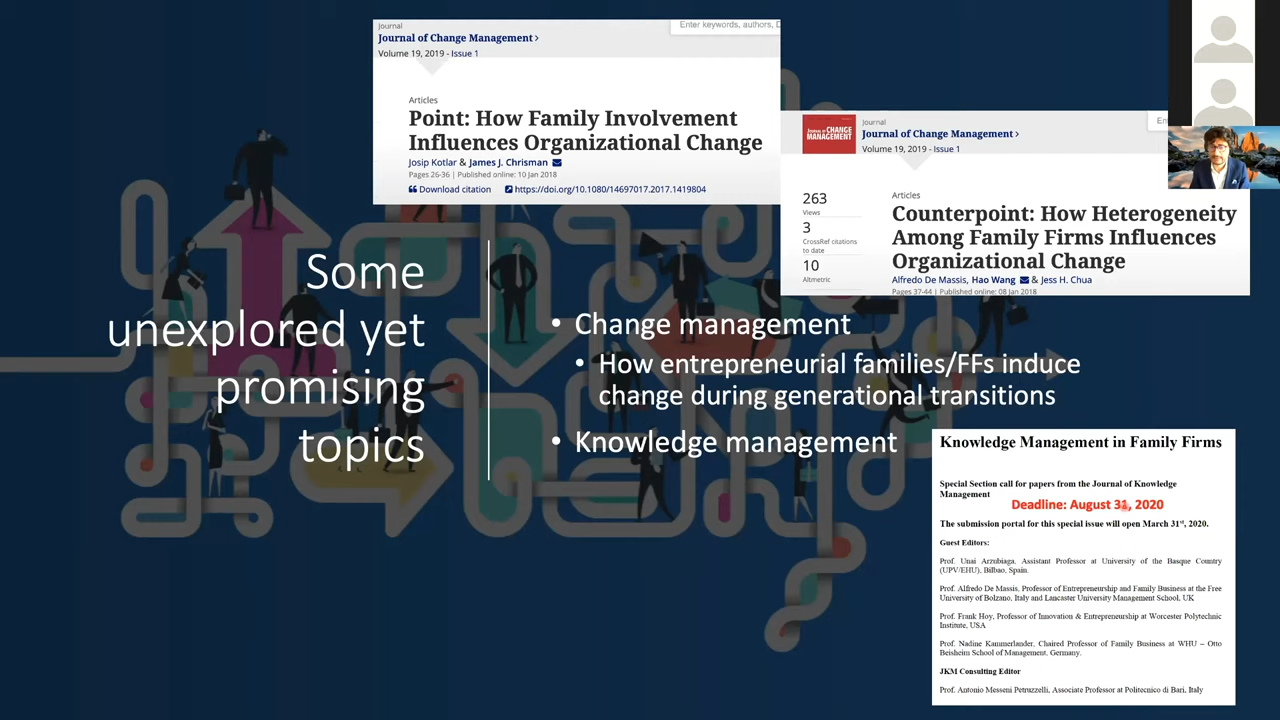 Journal
Journal of Change Management >
Volume 19, 2019 - Issue 1
Enter keywords, authors, D
Articles
Point: How Family Involvement
Influences Organizational Change
Josip Kotlar & James J. Chrisman
Pages 26-36 | Published online: 10 Jan 2018
Download citation https://doi.org/10.1080/14697017.2017.1419804
Journal of CHANGE
MANAGEMENT
Journal
Journal of Change Management >
Volume 19, 2019 - Issue 1
En
263
Views
3
CrossRef citations
to date
10
Altmetric
Articles
Counterpoint: How Heterogeneity
Among Family Firms Influences
Organizational Change
Alfredo De Massis, Hao Wang & Jess H. Chua
Pages 37-44 | Published online: 08 Jan 2018
Some
unexplored yet
promising
topics
• Change management
• How entrepreneurial families/FFs induce
change during generational transitions
• Knowledge management
Knowledge Management in Family Firms
Special Section call for papers from the Journal of Knowledge
Management
Deadline: August 31, 2020
The submission portal for this special issue will open March 31st, 2020.
Guest Editors:
Prof. Unai Arzubiaga. Assistant Professor at University of the Basque Country
(UPV/EHU), Bilbao, Spain.
Prof. Alfredo De Massis, Professor of Entrepreneurship and Family Business at the Free
University of Bolzano, Italy and Lancaster University Management School, UK
Prof. Frank Hoy, Professor of Innovation & Entrepreneurship at Worcester Polytechnic
Institute, USA
Prof. Nadine Kammerlander, Chaired Professor of Family Business at WHU – Otto
Beisheim School of Management, Germany.
JKM Consulting Editor
Prof. Antonio Messeni Petruzzelli, Associate Professor at Politecnico di Bari, Italy